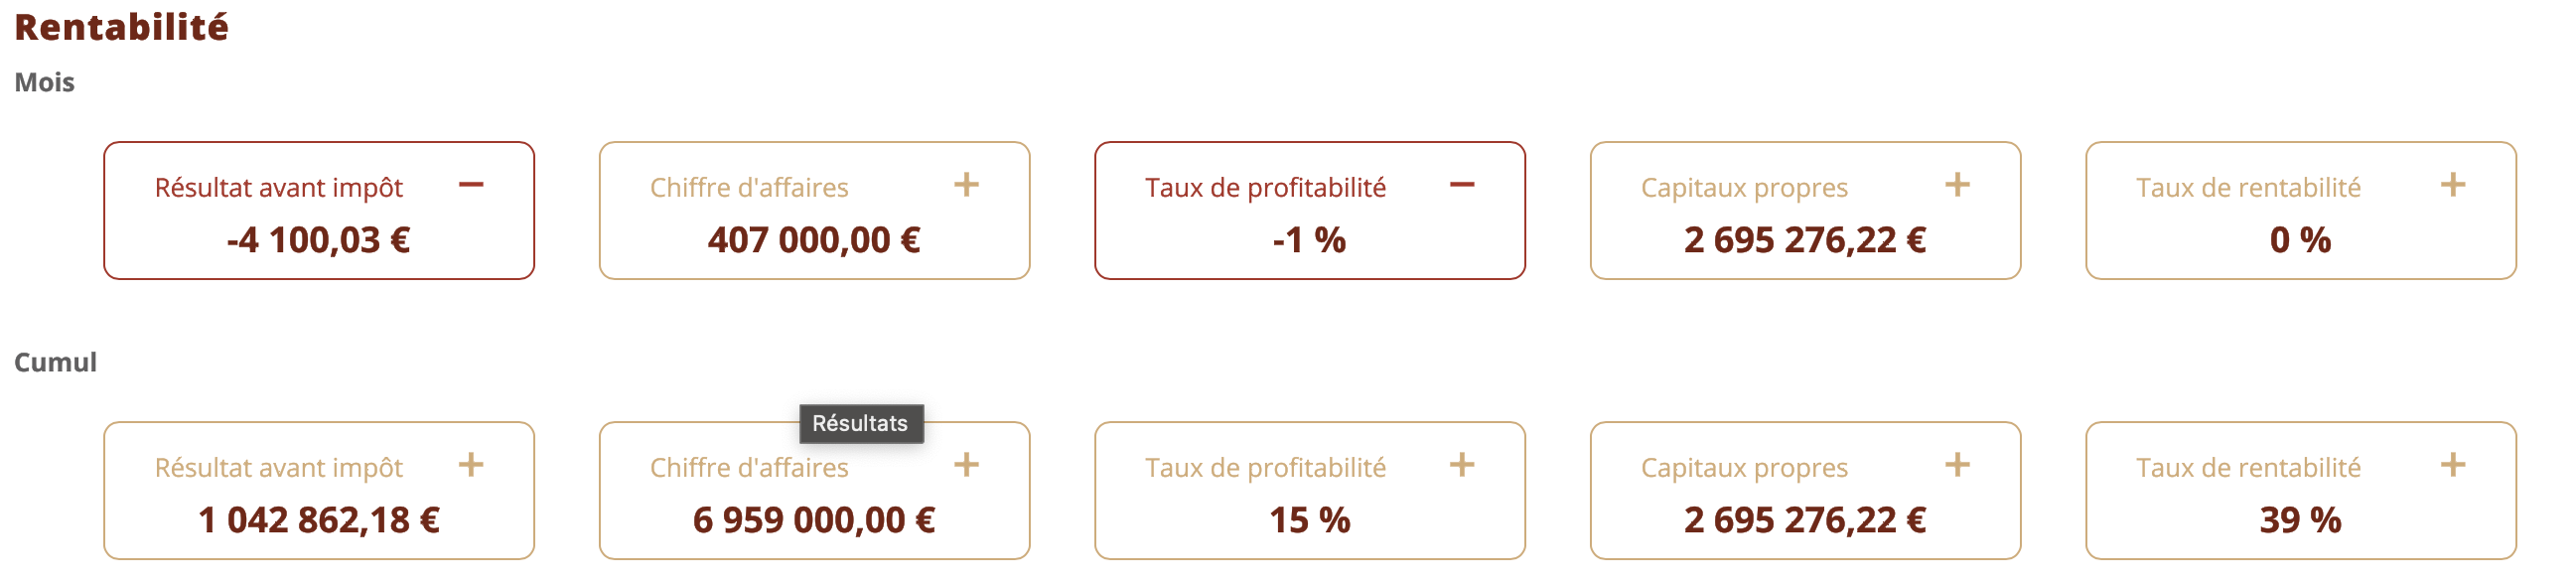 Rentabilité
Mois
Résultat avant impôt −
-4 100,03 €
Chiffre d'affaires +
407 000,00 €
Taux de profitabilité −
-1 %
Capitaux propres +
2 695 276,22 €
Taux de rentabilité +
0 %
Cumul
Résultats
Résultat avant impôt +
1 042 862,18 €
Chiffre d'affaires +
6 959 000,00 €
Taux de profitabilité +
15 %
Capitaux propres +
2 695 276,22 €
Taux de rentabilité +
39 %